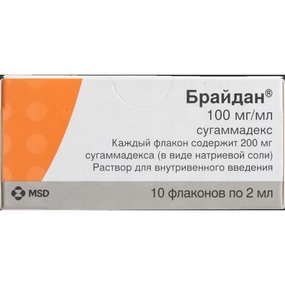 Брайдан®
100 мг/мл
сугаммадекс
Каждый флакон содержит 200 мг
сугаммадекса (в виде натриевой соли)
Раствор для внутривенного введения
MSD
10 флаконов по 2 мл